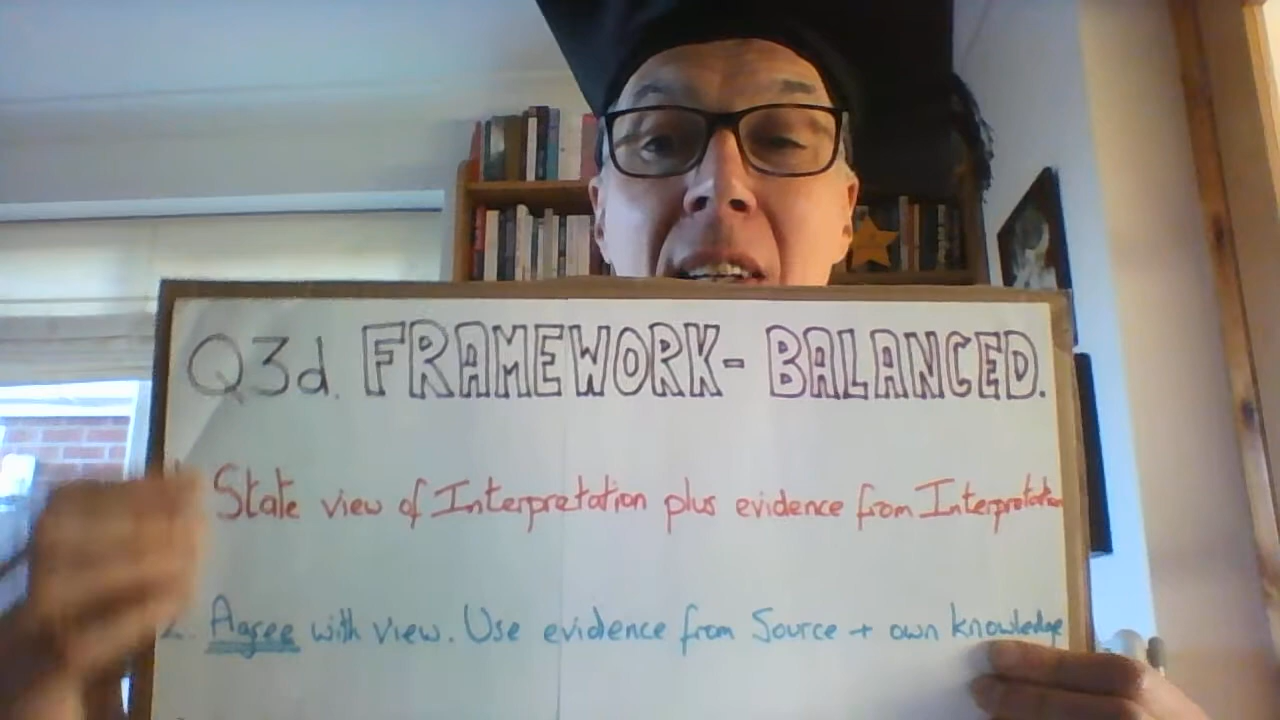 Q3d. FRAMEWORK - BALANCED.
State view of Interpretation plus evidence from Interpretation
2. Agree with view. Use evidence from Source + own knowledge